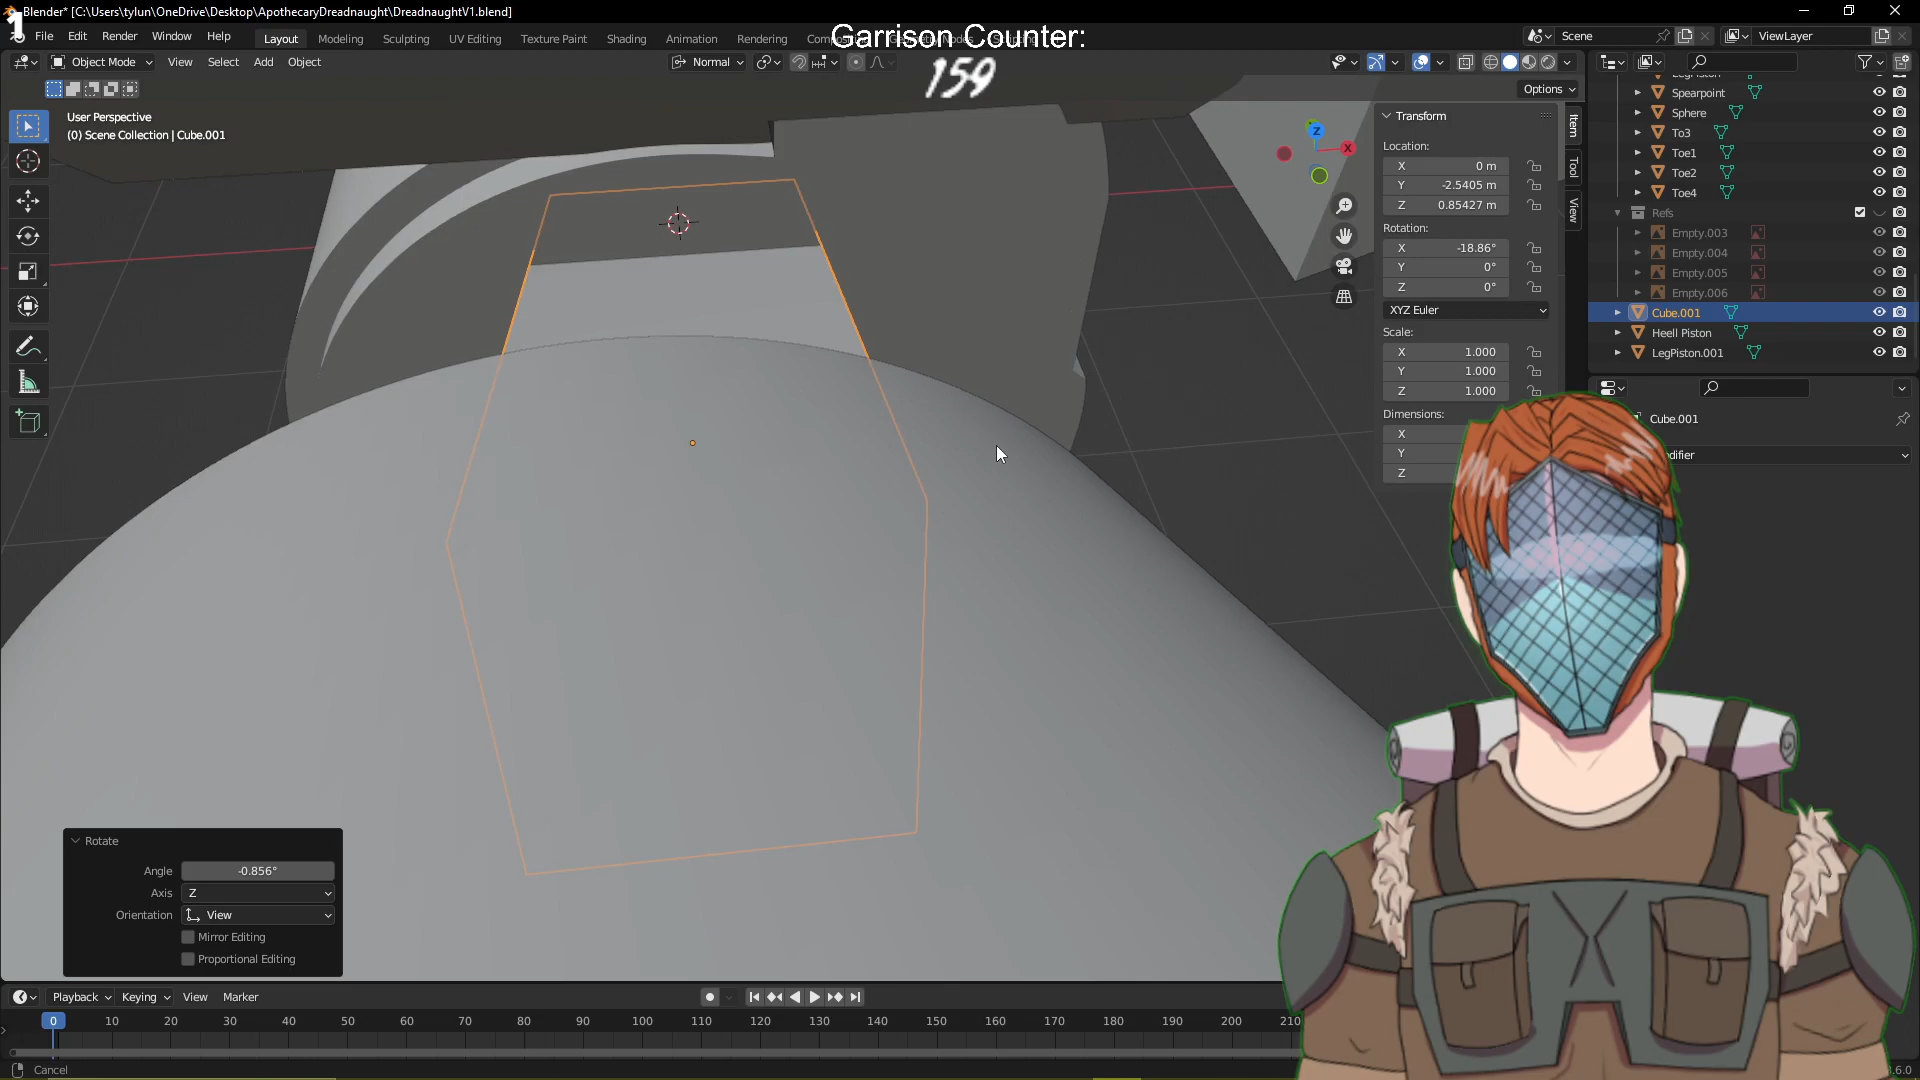 1
Blender* [C:\Users\tylun\OneDrive\Desktop\ApothecaryDreadnaught\DreadnaughtV1.blend]
File Edit Render Window Help Layout Modeling Sculpting UV Editing Texture Paint Shading Animation Rendering
Scene ViewLayer
Garrison Counter:
159
Object Mode View Select Add Object Normal
Options
User Perspective
(0) Scene Collection | Cube.001
Z
X
Transform
Location:
X 0 m
Y -2.5405 m
Z 0.85427 m
Rotation:
X -18.86°
Y 0°
Z 0°
XYZ Euler
Scale:
X 1.000
Y 1.000
Z 1.000
Dimensions:
X
Y
Z
Item
Tool
View
Spearpoint
Sphere
To3
Toe1
Toe2
Toe4
Refs
Empty.003
Empty.004
Empty.005
Empty.006
Cube.001
Heell Piston
LegPiston.001
Cube.001
Rotate
Angle -0.856°
Axis Z
Orientation View
Mirror Editing
Proportional Editing
Playback Keying View Marker
0 10 20 30 40 50 60 70 80 90 100 110 120 130 140 150 160 170 180 190 200 210
Cancel